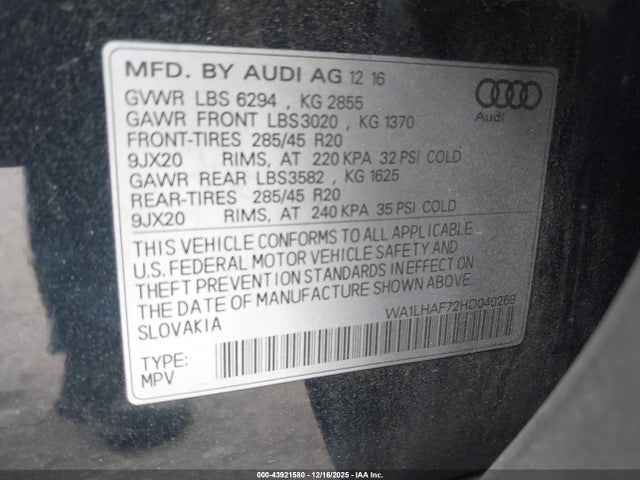 MFD. BY AUDI AG 12 16
GVWR LBS 6294 , KG 2855
GAWR FRONT LBS3020 , KG 1370
FRONT-TIRES 285/45 R20
9JX20 RIMS, AT 220 KPA 32 PSI COLD
GAWR REAR LBS3582 , KG 1625
REAR-TIRES 285/45 R20
9JX20 RIMS, AT 240 KPA 35 PSI COLD
Audi
THIS VEHICLE CONFORMS TO ALL APPLICABLE
U.S. FEDERAL MOTOR VEHICLE SAFETY AND
THEFT PREVENTION STANDARDS IN EFFECT ON
THE DATE OF MANUFACTURE SHOWN ABOVE.
SLOVAKIA
WA1LHAF72HD040269
TYPE:
MPV
000-43921580 - 12/16/2025 - IAAI.COM